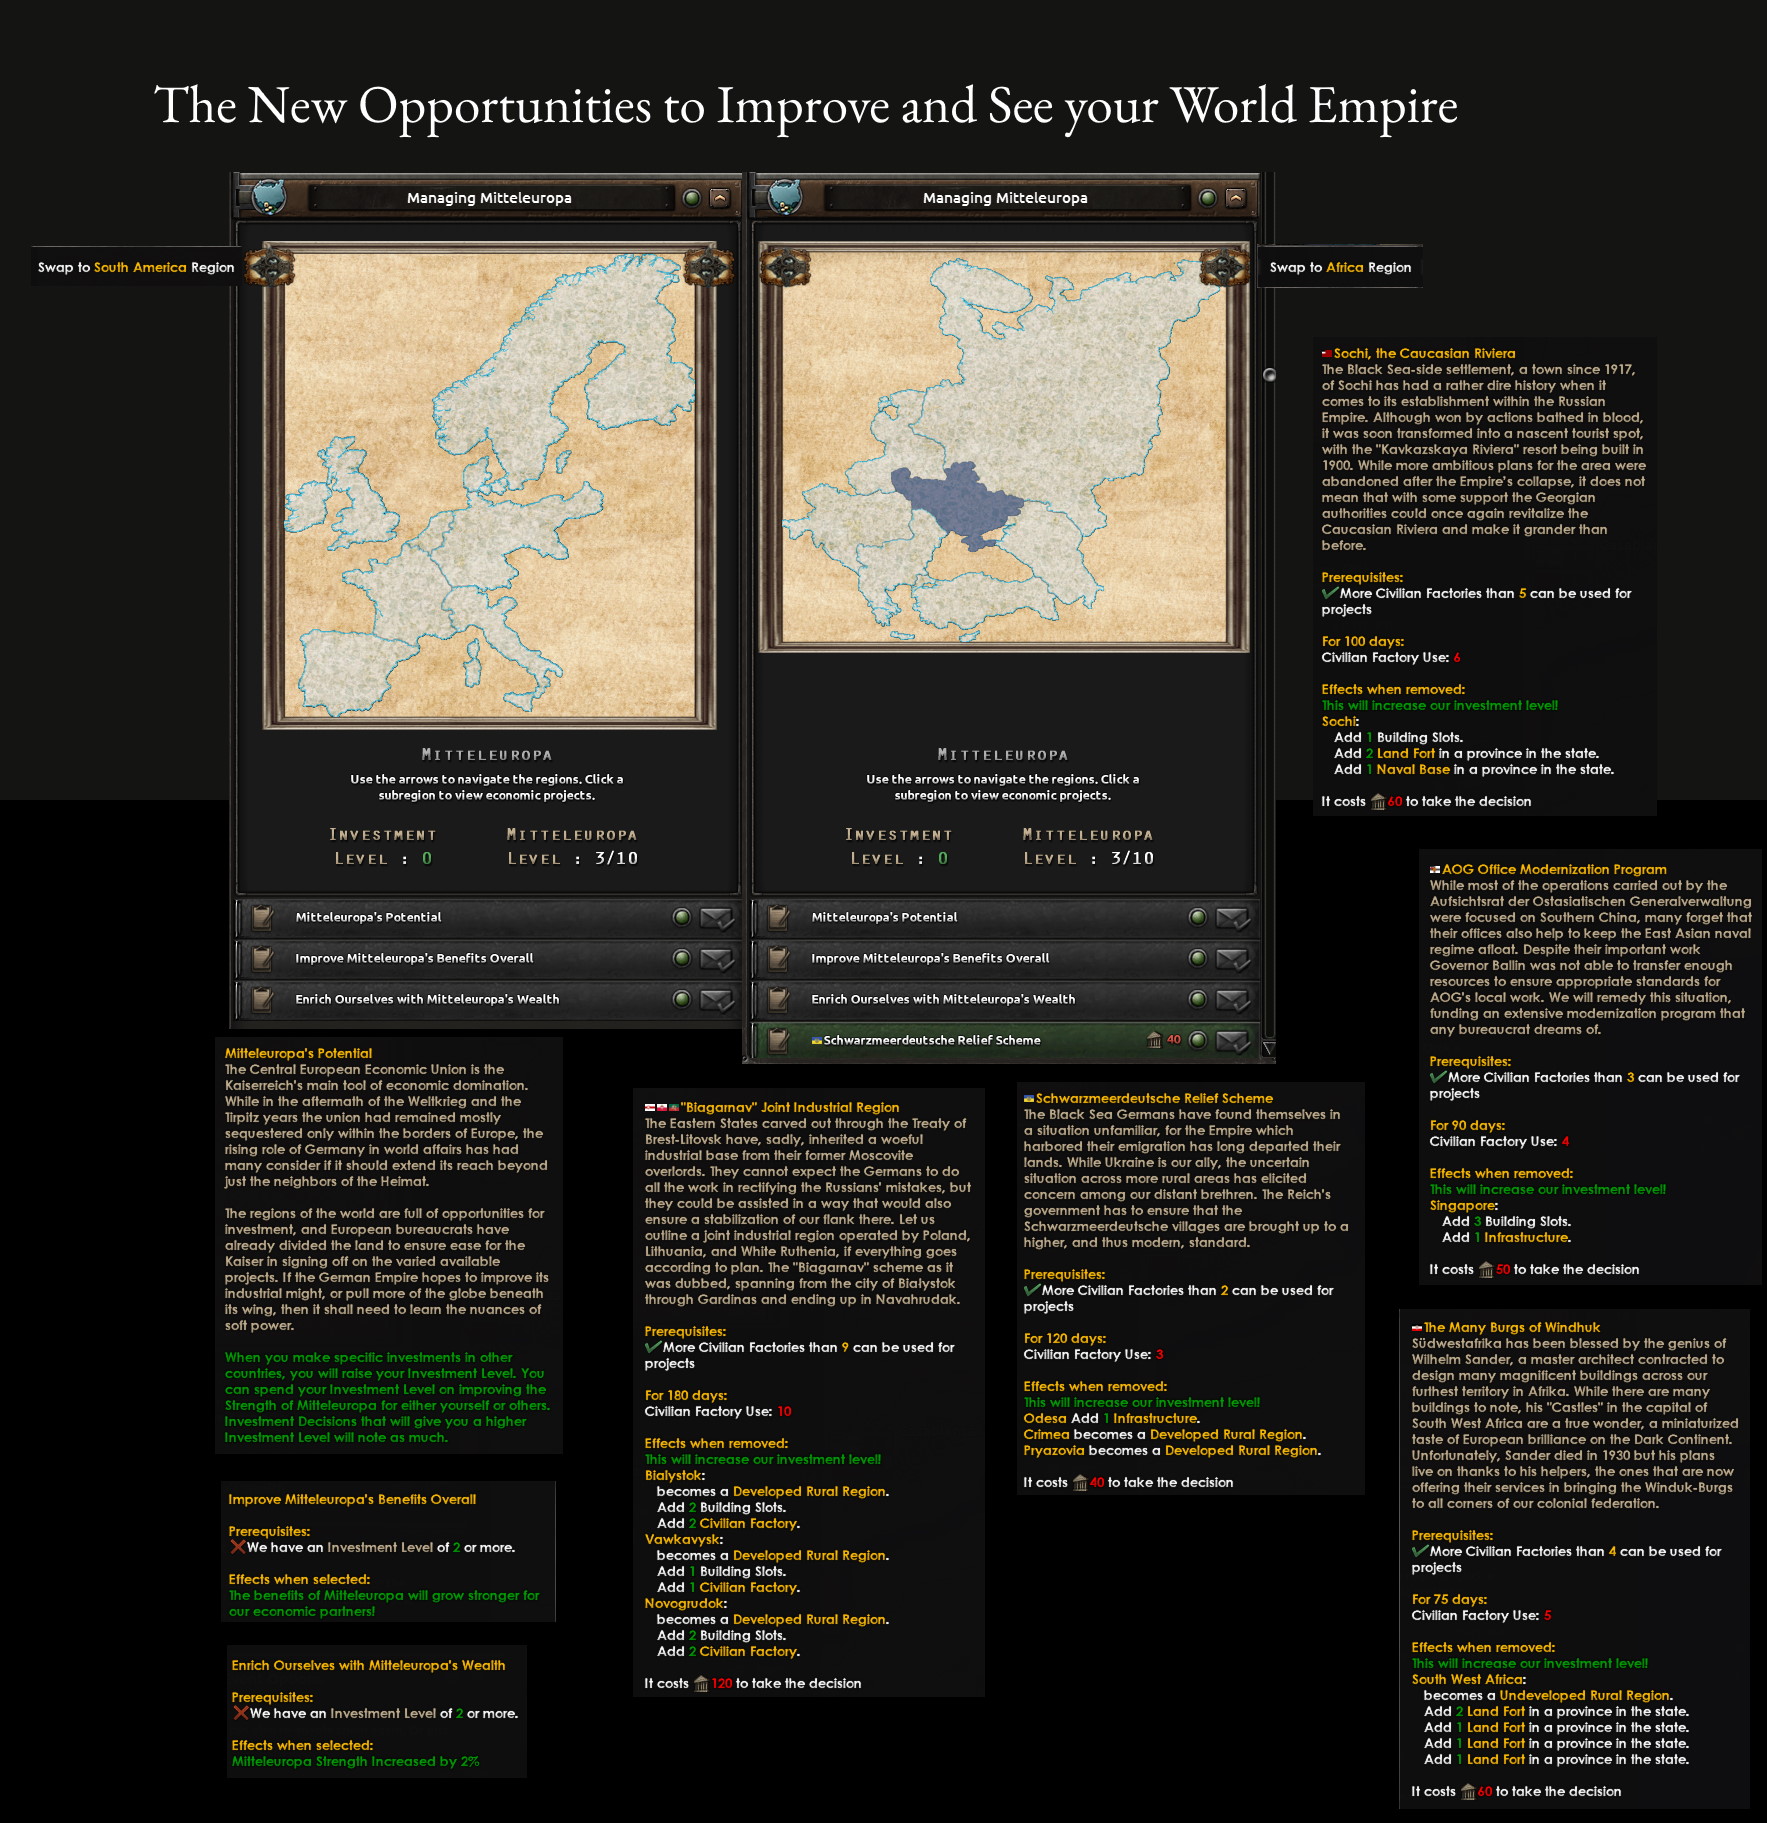 The New Opportunities to Improve and See your World Empire
Managing Mitteleuropa
Managing Mitteleuropa
Swap to South America Region
Swap to Africa Region
MITTELEUROPA
Use the arrows to navigate the regions. Click a
subregion to view economic projects.
INVESTMENT
LEVEL : 0
MITTELEUROPA
LEVEL : 3/10
Mitteleuropa's Potential
Improve Mitteleuropa's Benefits Overall
Enrich Ourselves with Mitteleuropa's Wealth
MITTELEUROPA
Use the arrows to navigate the regions. Click a
subregion to view economic projects.
INVESTMENT
LEVEL : 0
MITTELEUROPA
LEVEL : 3/10
Mitteleuropa's Potential
Improve Mitteleuropa's Benefits Overall
Enrich Ourselves with Mitteleuropa's Wealth
Schwarzmeerdeutsche Relief Scheme 40
Sochi, the Caucasian Riviera
The Black Sea-side settlement, a town since 1917,
of Sochi has had a rather dire history when it
comes to its establishment within the Russian
Empire. Although won by actions bathed in blood,
it was soon transformed into a nascent tourist spot,
with the "Kavkazskaya Riviera" resort being built in
1900. While more ambitious plans for the area were
abandoned after the Empire's collapse, it does not
mean that with some support the Georgian
authorities could once again revitalize the
Caucasian Riviera and make it grander than
before.
Prerequisites:
More Civilian Factories than 5 can be used for
projects
For 100 days:
Civilian Factory Use: 6
Effects when removed:
This will increase our investment level!
Sochi:
Add 1 Building Slots.
Add 2 Land Fort in a province in the state.
Add 1 Naval Base in a province in the state.
It costs 60 to take the decision
AOG Office Modernization Program
While most of the operations carried out by the
Aufsichtsrat der Ostasiatischen Generalverwaltung
were focused on Southern China, many forget that
their offices also help to keep the East Asian naval
regime afloat. Despite their important work
Governor Ballin was not able to transfer enough
resources to ensure appropriate standards for
AOG's local work. We will remedy this situation,
funding an extensive modernization program that
any bureaucrat dreams of.
Prerequisites:
More Civilian Factories than 3 can be used for
projects
For 90 days:
Civilian Factory Use: 4
Effects when removed:
This will increase our investment level!
Singapore:
Add 3 Building Slots.
Add 1 Infrastructure.
It costs 50 to take the decision
Mitteleuropa's Potential
The Central European Economic Union is the
Kaiserreich's main tool of economic domination.
While in the aftermath of the Weltkrieg and the
Tirpitz years the union had remained mostly
sequestered only within the borders of Europe, the
rising role of Germany in world affairs has had
many consider if it should extend its reach beyond
just the neighbors of the Heimat.
The regions of the world are full of opportunities for
investment, and European bureaucrats have
already divided the land to ensure ease for the
Kaiser in signing off on the varied available
projects. If the German Empire hopes to improve its
industrial might, or pull more of the globe beneath
its wing, then it shall need to learn the nuances of
soft power.
When you make specific investments in other
countries, you will raise your Investment Level. You
can spend your Investment Level on improving the
Strength of Mitteleuropa for either yourself or others.
Investment Decisions that will give you a higher
Investment Level will note as much.
Improve Mitteleuropa's Benefits Overall
Prerequisites:
We have an Investment Level of 2 or more.
Effects when selected:
The benefits of Mitteleuropa will grow stronger for
our economic partners!
Enrich Ourselves with Mitteleuropa's Wealth
Prerequisites:
We have an Investment Level of 2 or more.
Effects when selected:
Mitteleuropa Strength Increased by 2%
"Biagarnav" Joint Industrial Region
The Eastern States carved out through the Treaty of
Brest-Litovsk have, sadly, inherited a woeful
industrial base from their former Moscovite
overlords. They cannot expect the Germans to do
all the work in rectifying the Russians' mistakes, but
they could be assisted in a way that would also
ensure a stabilization of our flank there. Let us
outline a joint industrial region operated by Poland,
Lithuania, and White Ruthenia, if everything goes
according to plan. The "Biagarnav" scheme as it
was dubbed, spanning from the city of Białystok
through Gardinas and ending up in Navahrudak.
Prerequisites:
More Civilian Factories than 9 can be used for
projects
For 180 days:
Civilian Factory Use: 10
Effects when removed:
This will increase our investment level!
Bialystok:
becomes a Developed Rural Region.
Add 2 Building Slots.
Add 2 Civilian Factory.
Vawkavysk:
becomes a Developed Rural Region.
Add 1 Building Slots.
Add 1 Civilian Factory.
Novogrudok:
becomes a Developed Rural Region.
Add 2 Building Slots.
Add 2 Civilian Factory.
It costs 120 to take the decision
Schwarzmeerdeutsche Relief Scheme
The Black Sea Germans have found themselves in
a situation unfamiliar, for the Empire which
harbored their emigration has long departed their
lands. While Ukraine is our ally, the uncertain
situation across more rural areas has elicited
concern among our distant brethren. The Reich's
government has to ensure that the
Schwarzmeerdeutsche villages are brought up to a
higher, and thus modern, standard.
Prerequisites:
More Civilian Factories than 2 can be used for
projects
For 120 days:
Civilian Factory Use: 3
Effects when removed:
This will increase our investment level!
Odesa Add 1 Infrastructure.
Crimea becomes a Developed Rural Region.
Pryazovia becomes a Developed Rural Region.
It costs 40 to take the decision
The Many Burgs of Windhuk
Südwestafrika has been blessed by the genius of
Wilhelm Sander, a master architect contracted to
design many magnificent buildings across our
furthest territory in Afrika. While there are many
buildings to note, his "Castles" in the capital of
South West Africa are a true wonder, a miniaturized
taste of European brilliance on the Dark Continent.
Unfortunately, Sander died in 1930 but his plans
live on thanks to his helpers, the ones that are now
offering their services in bringing the Winduk-Burgs
to all corners of our colonial federation.
Prerequisites:
More Civilian Factories than 4 can be used for
projects
For 75 days:
Civilian Factory Use: 5
Effects when removed:
This will increase our investment level!
South West Africa:
becomes a Undeveloped Rural Region.
Add 2 Land Fort in a province in the state.
Add 1 Land Fort in a province in the state.
Add 1 Land Fort in a province in the state.
Add 1 Land Fort in a province in the state.
It costs 60 to take the decision